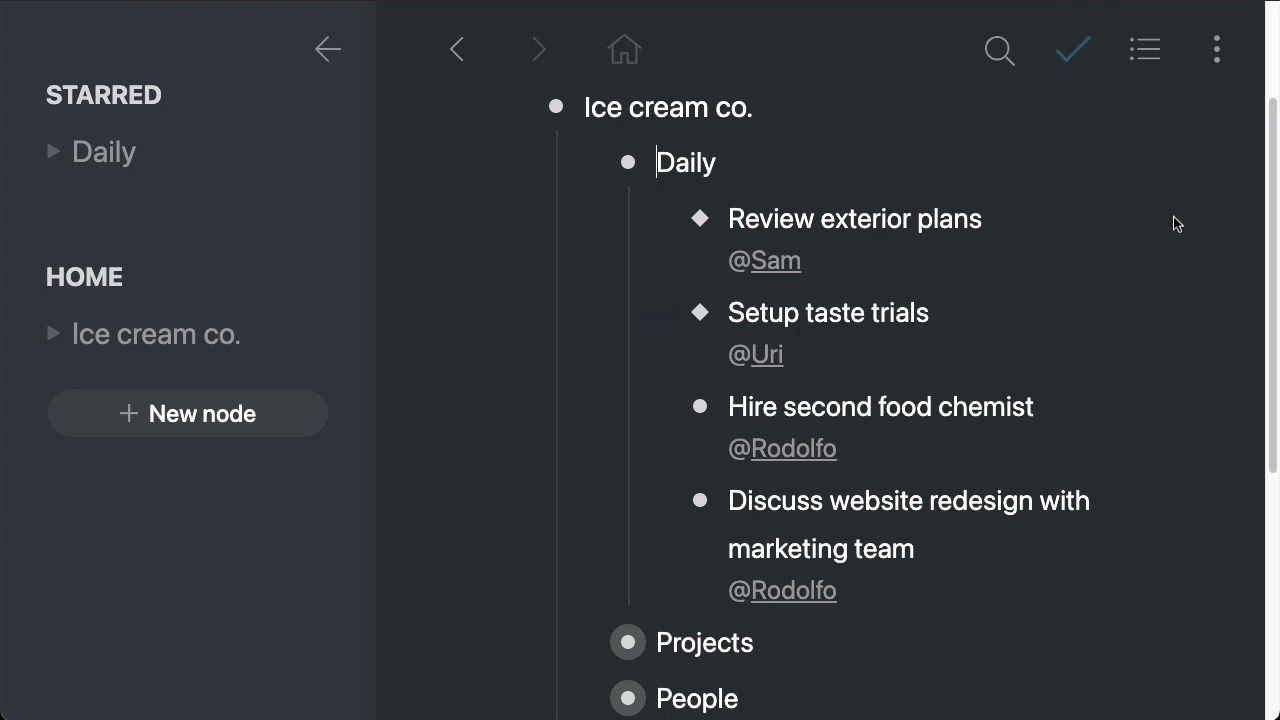 STARRED
Daily
HOME
Ice cream co.
+ New node
Ice cream co.
Daily
Review exterior plans
@Sam
Setup taste trials
@Uri
Hire second food chemist
@Rodolfo
Discuss website redesign with
marketing team
@Rodolfo
Projects
People